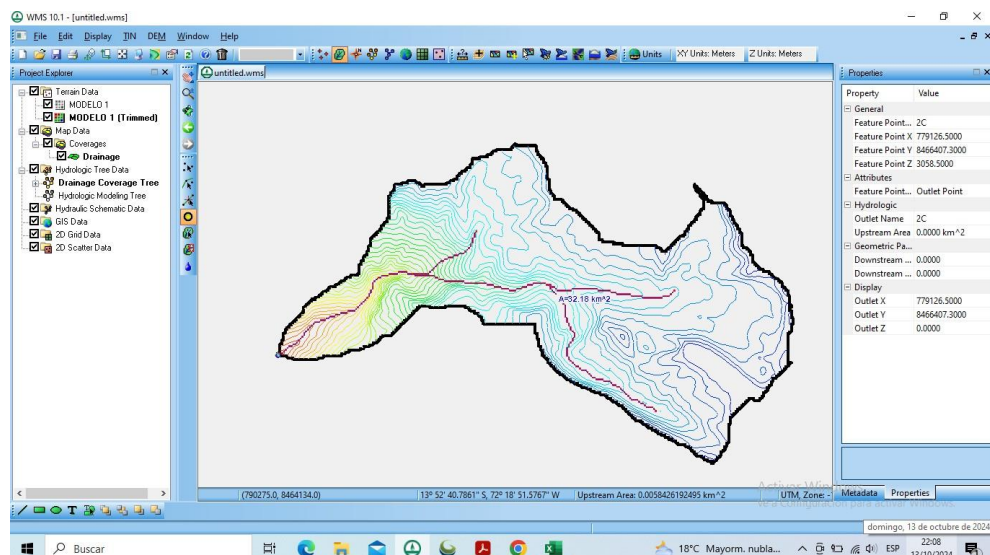 WMS 10.1 - [untitled.wms]
File Edit Display TIN DEM Window Help
Units XY Units: Meters Z Units: Meters
Project Explorer
untitled.wms
Properties
Terrain Data
MODELO 1
MODELO 1 (Trimmed)
Map Data
Coverages
Drainage
Hydrologic Tree Data
Drainage Coverage Tree
Hydrologic Modeling Tree
Hydraulic Schematic Data
GIS Data
2D Grid Data
2D Scatter Data
A=32.18 km^2
Property Value
General
Feature Point... 2C
Feature Point X 779126.5000
Feature Point Y 8466407.3000
Feature Point Z 3058.5000
Attributes
Feature Point... Outlet Point
Hydrologic
Outlet Name 2C
Upstream Area 0.0000 km^2
Geometric Pa...
Downstream ... 0.0000
Downstream ... 0.0000
Display
Outlet X 779126.5000
Outlet Y 8466407.3000
Outlet Z 0.0000
Activar Win
(790275.0, 8464134.0) 13º 52' 40.7861" S, 72º 18' 51.5767" W Upstream Area: 0.0058426192495 km^2 UTM, Zone: -
Metadata Properties
Ve a Configuración para activar Windows.
domingo, 13 de octubre de 2024
Buscar
18°C Mayorm. nubla... ESP 22:08
13/10/2024